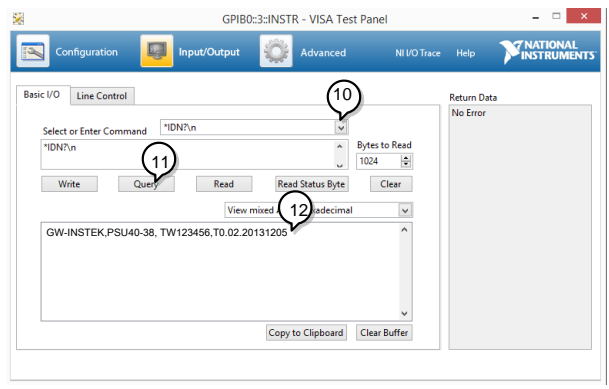 GPIB0::3::INSTR - VISA Test Panel
Configuration Input/Output Advanced NI I/O Trace Help NATIONAL INSTRUMENTS
Basic I/O Line Control
10
Return Data
No Error
Select or Enter Command *IDN?\n
*IDN?\n
Bytes to Read
1024
11
Write Query Read Read Status Byte Clear
View mixed A xadecimal
12
GW-INSTEK,PSU40-38, TW123456,T0.02.20131205
Copy to Clipboard Clear Buffer